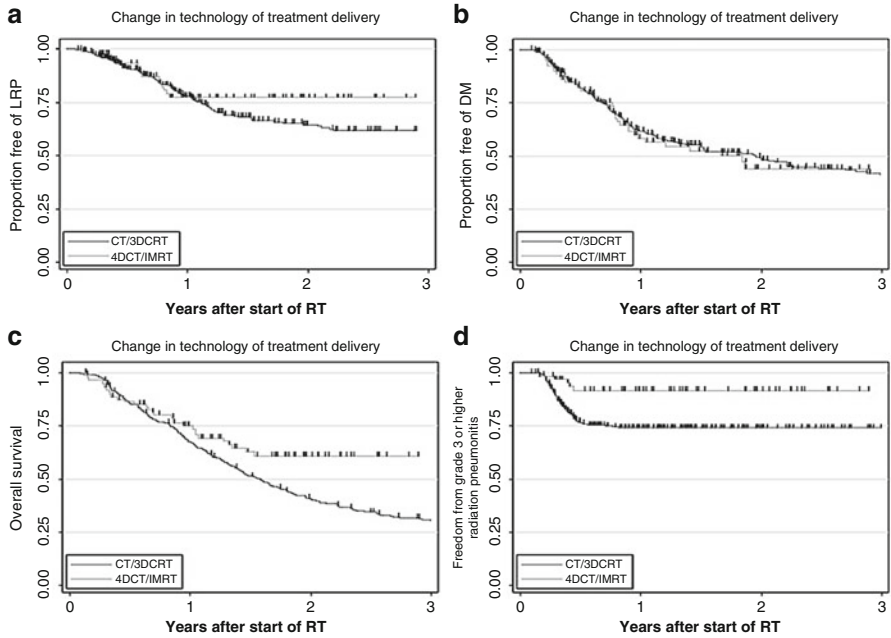 a
Change in technology of treatment delivery
Proportion free of LRP
1.00
0.75
0.50
0.25
0.00
CT/3DCRT
4DCT/IMRT
0 1 2 3
Years after start of RT
b
Change in technology of treatment delivery
Proportion free of DM
1.00
0.75
0.50
0.25
0.00
CT/3DCRT
4DCT/IMRT
0 1 2 3
Years after start of RT
c
Change in technology of treatment delivery
Overall survival
1.00
0.75
0.50
0.25
0.00
CT/3DCRT
4DCT/IMRT
0 1 2 3
Years after start of RT
d
Change in technology of treatment delivery
Freedom from grade 3 or higher
radiation pneumonitis
1.00
0.75
0.50
0.25
0.00
CT/3DCRT
4DCT/IMRT
0 1 2 3
Years after start of RT